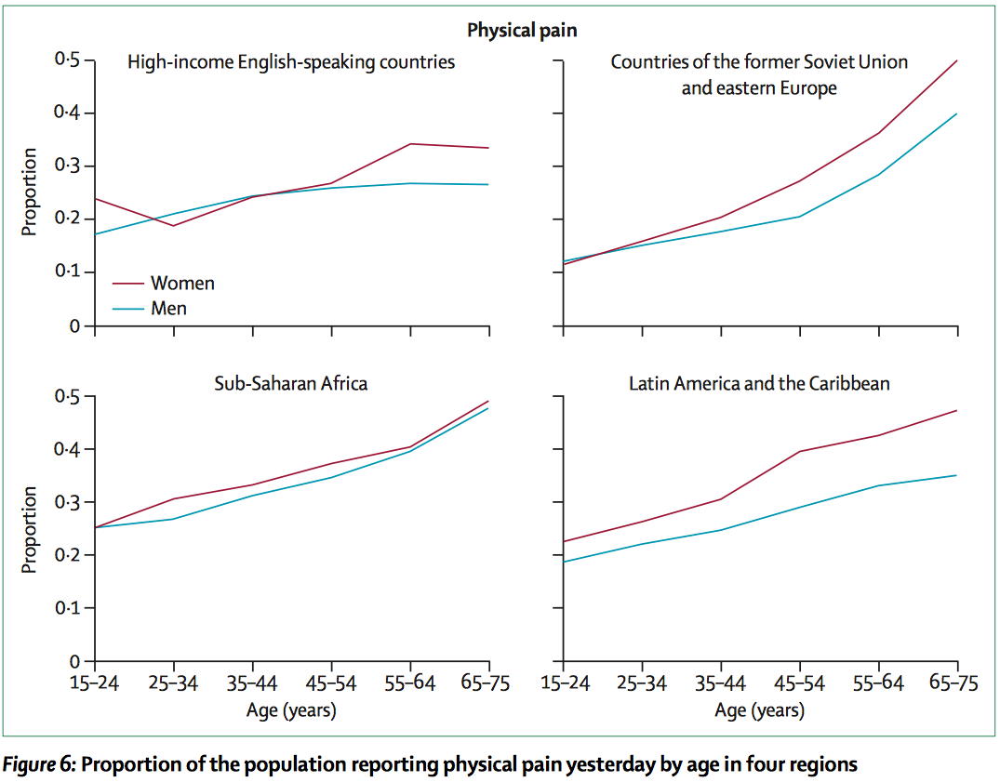 Physical pain
High-income English-speaking countries
0·5
0·4
0·3
0·2
0·1
0
Proportion
Women
Men
Countries of the former Soviet Union
and eastern Europe
Sub-Saharan Africa
0·5
0·4
0·3
0·2
0·1
0
Proportion
15–24 25–34 35–44 45–54 55–64 65–75
Age (years)
Latin America and the Caribbean
15–24 25–34 35–44 45–54 55–64 65–75
Age (years)
Figure 6: Proportion of the population reporting physical pain yesterday by age in four regions